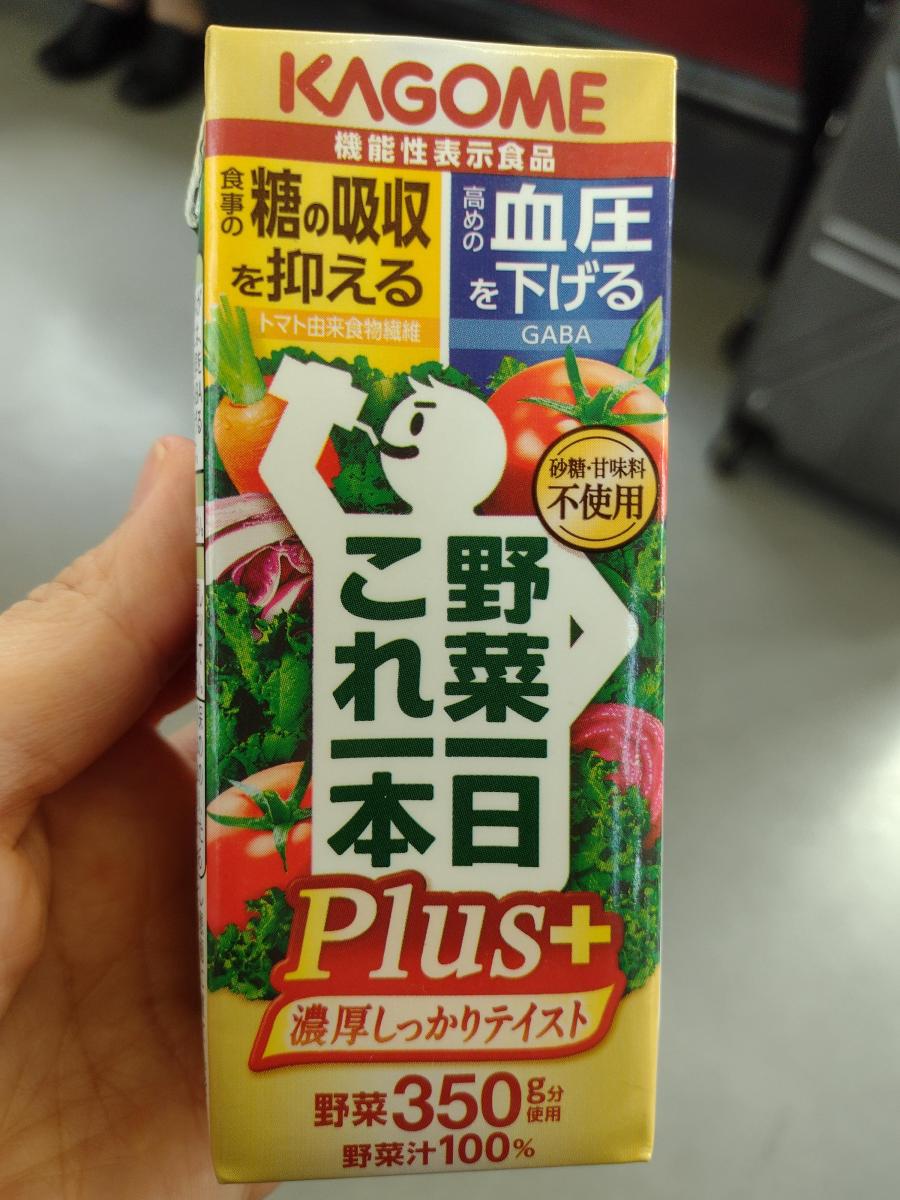 KAGOME
機能性表示食品
食事の
糖の吸収
を抑える
トマト由来食物繊維
高めの
血圧
を下げる
GABA
砂糖・甘味料
不使用
野菜一日
これ一本
Plus+
濃厚しっかりテイスト
野菜350g分使用
野菜汁100%